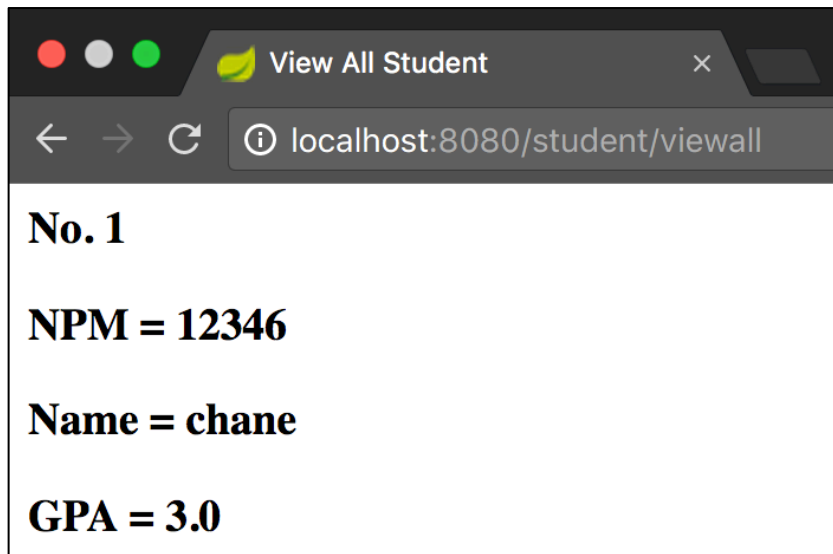 View All Student
localhost:8080/student/viewall
No. 1
NPM = 12346
Name = chane
GPA = 3.0